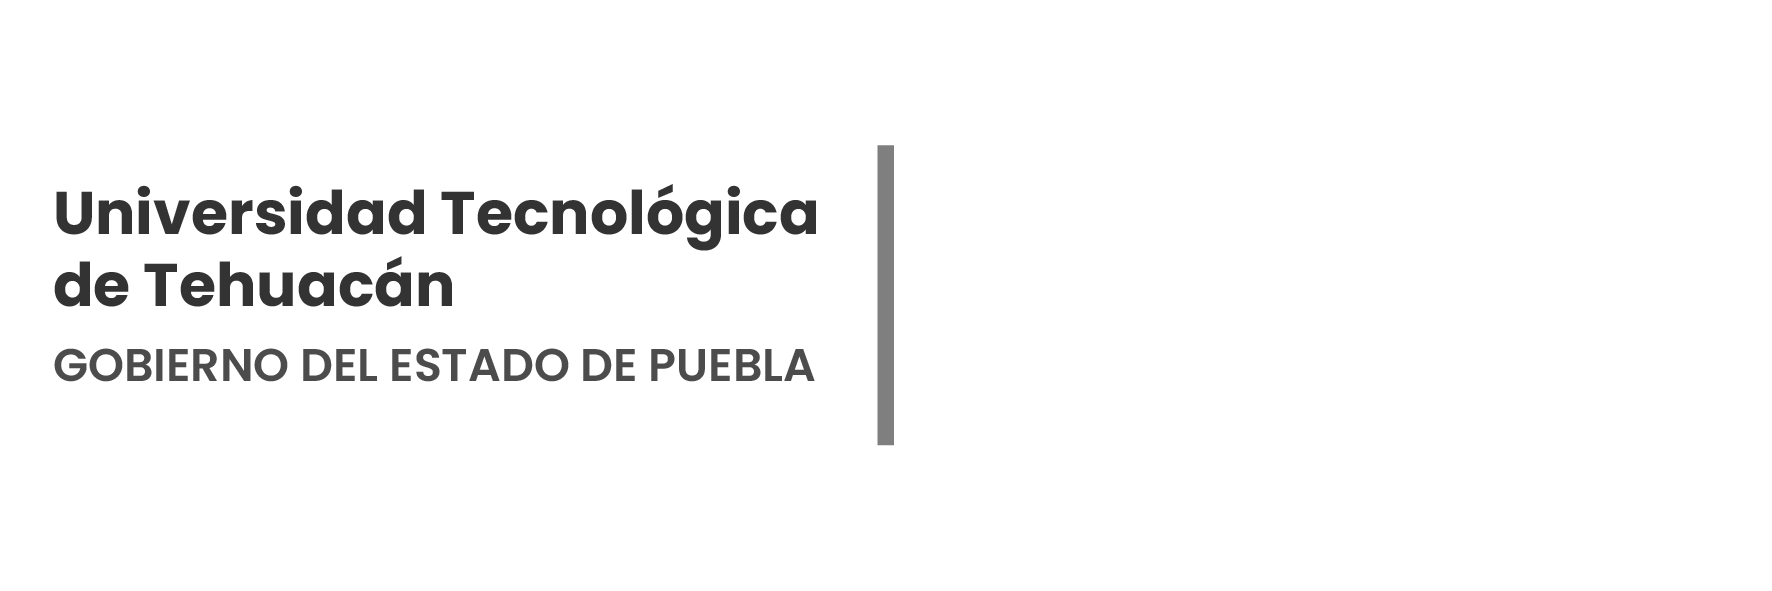 Universidad Tecnológica
de Tehuacán
GOBIERNO DEL ESTADO DE PUEBLA